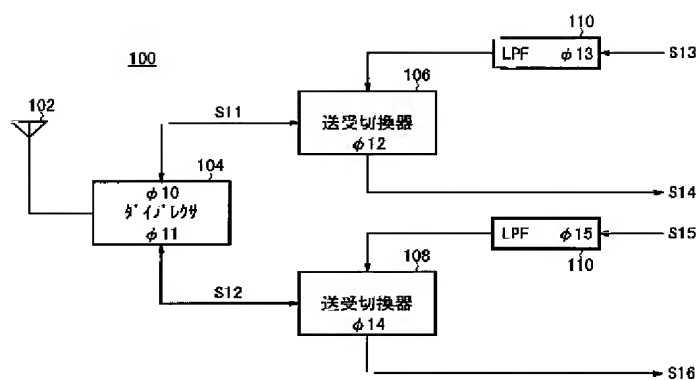 100
102
104
φ10
ダイプレクサ
φ11
S11
S12
106
送受切換器
φ12
110
LPF φ13
S13
S14
108
送受切換器
φ14
LPF φ15
110
S15
S16